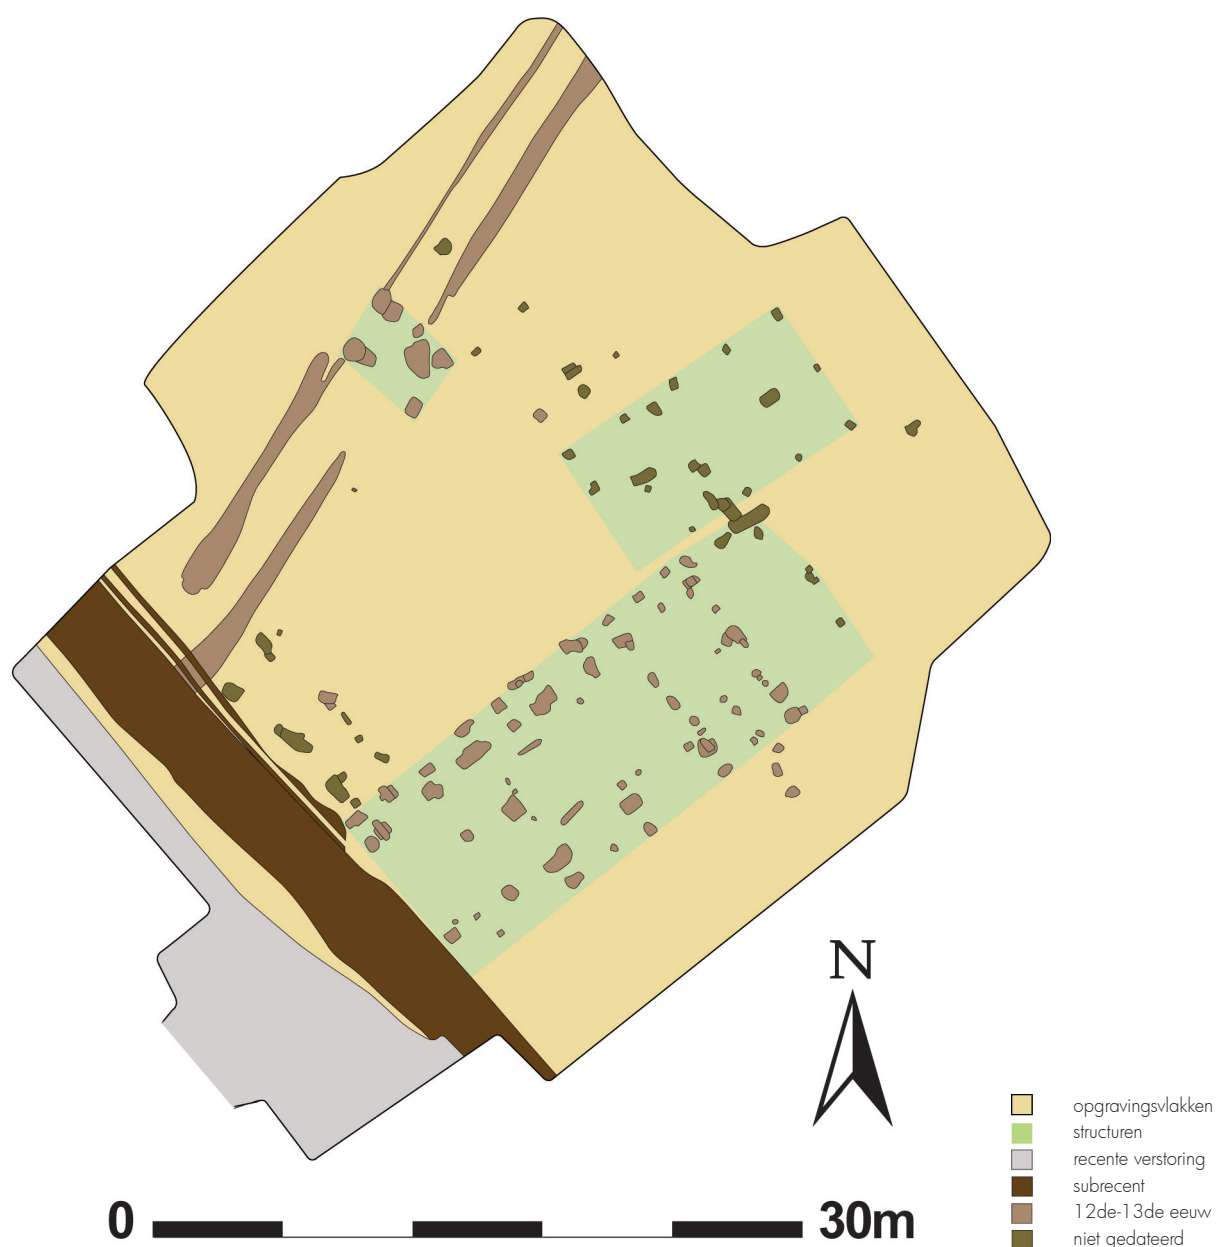 N
opgravingsvlakken
structuren
recente verstoring
subrecent
12de-13de eeuw
niet gedateerd
0 30m